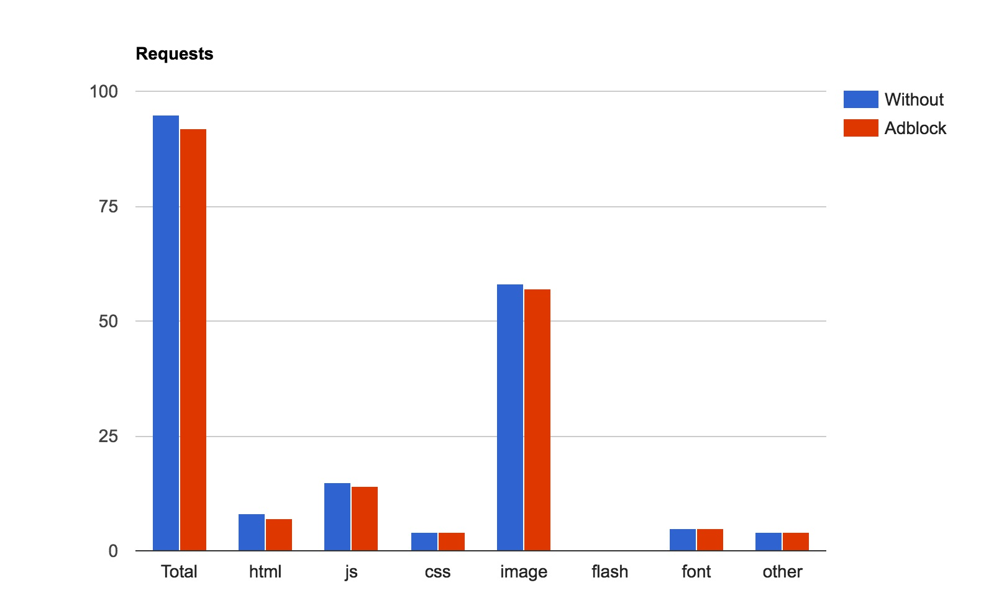 Requests
100
75
50
25
0
Total html js css image flash font other
Without
Adblock